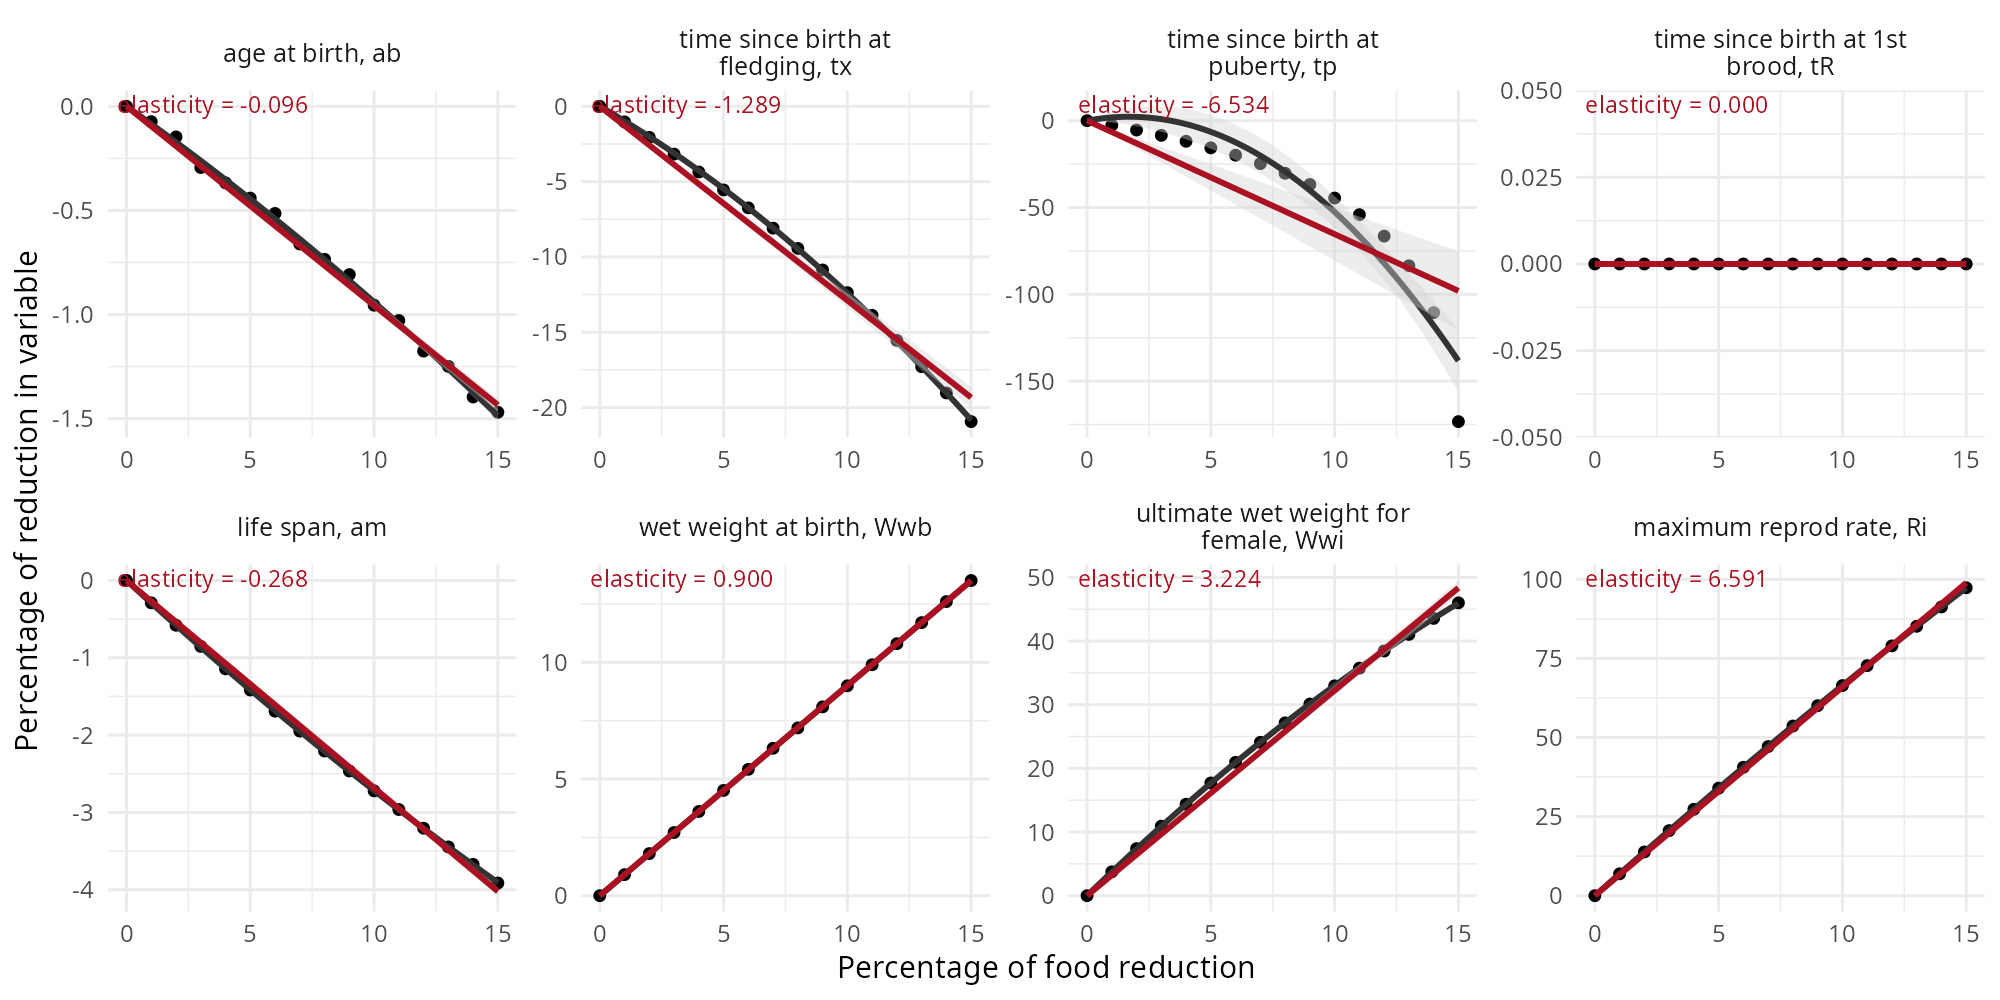 age at birth, ab
time since birth at
fledging, tx
time since birth at
puberty, tp
time since birth at 1st
brood, tR
elasticity = -0.096
elasticity = -1.289
elasticity = -6.534
elasticity = 0.000
0.0
-0.5
-1.0
-1.5
0
-5
-10
-15
-20
0
-50
-100
-150
0.050
0.025
0.000
-0.025
-0.050
0 5 10 15
0 5 10 15
0 5 10 15
0 5 10 15
life span, am
wet weight at birth, Wwb
ultimate wet weight for
female, Wwi
maximum reprod rate, Ri
elasticity = -0.268
elasticity = 0.900
elasticity = 3.224
elasticity = 6.591
0
-1
-2
-3
-4
10
5
0
50
40
30
20
10
0
100
75
50
25
0
0 5 10 15
0 5 10 15
0 5 10 15
0 5 10 15
Percentage of food reduction
Percentage of reduction in variable